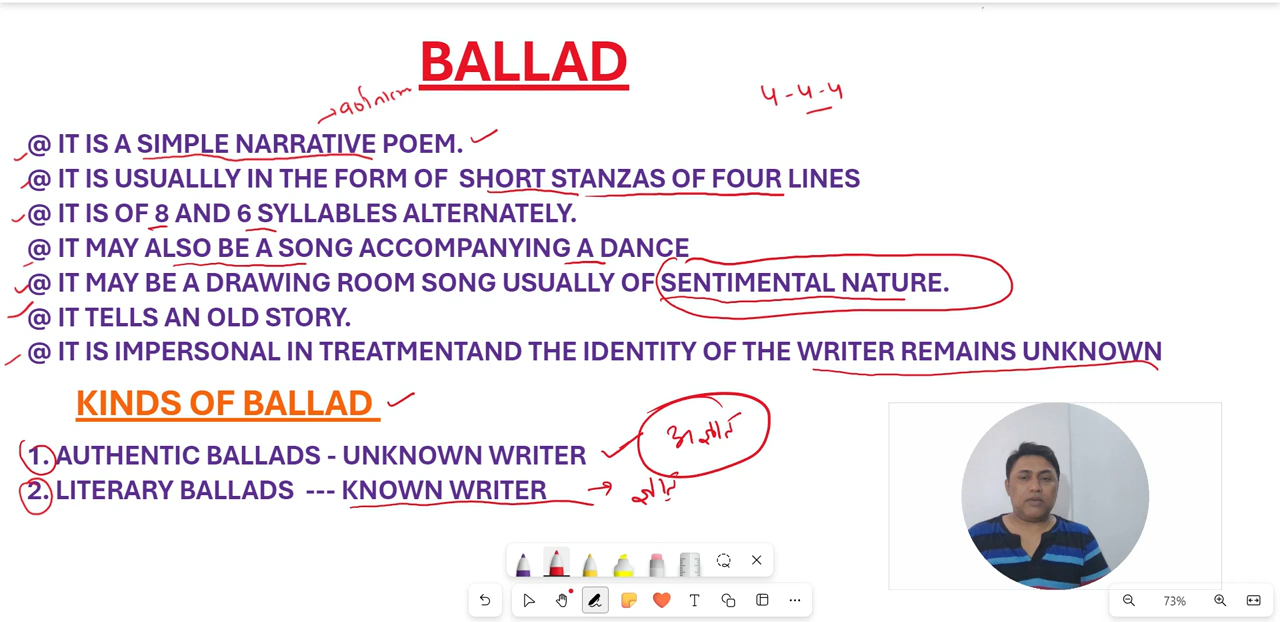 BALLAD
4-4-4
@ IT IS A SIMPLE NARRATIVE POEM.
@ IT IS USUALLLY IN THE FORM OF SHORT STANZAS OF FOUR LINES
@ IT IS OF 8 AND 6 SYLLABLES ALTERNATELY.
@ IT MAY ALSO BE A SONG ACCOMPANYING A DANCE
@ IT MAY BE A DRAWING ROOM SONG USUALLY OF SENTIMENTAL NATURE.
@ IT TELLS AN OLD STORY.
@ IT IS IMPERSONAL IN TREATMENTAND THE IDENTITY OF THE WRITER REMAINS UNKNOWN
KINDS OF BALLAD
1. AUTHENTIC BALLADS - UNKNOWN WRITER
2. LITERARY BALLADS --- KNOWN WRITER
73%